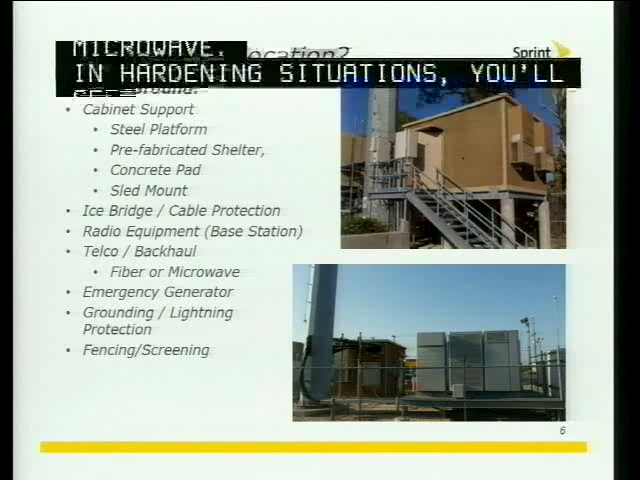 MICROWAVE.
IN HARDENING SITUATIONS, YOU'LL
Location?
Sprint
Ground:
• Cabinet Support
• Steel Platform
• Pre-fabricated Shelter,
• Concrete Pad
• Sled Mount
• Ice Bridge / Cable Protection
• Radio Equipment (Base Station)
• Telco / Backhaul
• Fiber or Microwave
• Emergency Generator
• Grounding / Lightning
Protection
• Fencing/Screening
6